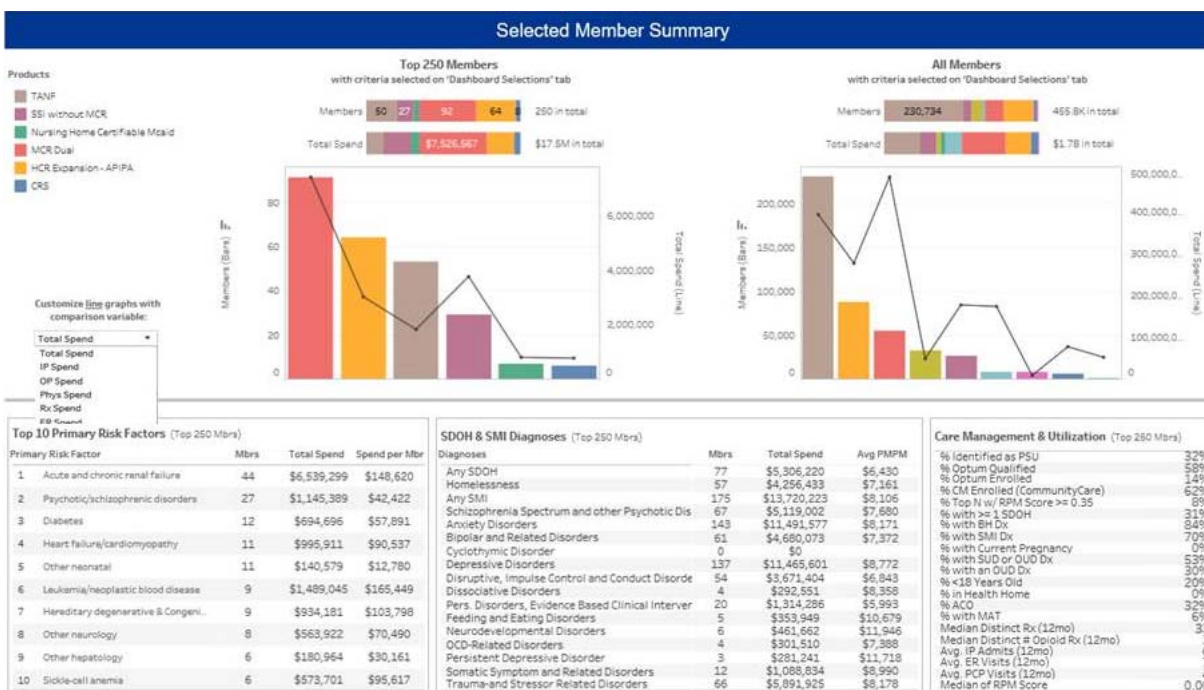 Selected Member Summary
Products
TANF
SSI without MCR
Nursing Home Certifiable Mcaid
MCR Dual
HCR Expansion - APIPA
CRS
Top 250 Members
with criteria selected on 'Dashboard Selections' tab
Members 50 27 92 64 250 in total
Total Spend $7,526,567 $17.5M in total
80
60
40
20
0
Members (Bars)
6,000,000
4,000,000
2,000,000
0
Total Spend (Line)
All Members
with criteria selected on 'Dashboard Selections' tab
Members 230,734 455.8K in total
Total Spend $1.7B in total
200,000
150,000
100,000
50,000
0
Members (Bars)
500,000,0..
400,000,0..
300,000,0..
200,000,0..
100,000,0..
0
Total Spend (Line)
Customize line graphs with
comparison variable:
Total Spend
Total Spend
IP Spend
OP Spend
Phys Spend
Rx Spend
ER Spend
Top 10 Primary Risk Factors (Top 250 Mbrs)
Primary Risk Factor Mbrs Total Spend Spend per Mbr
1 Acute and chronic renal failure 44 $6,539,299 $148,620
2 Psychotic/schizophrenic disorders 27 $1,145,389 $42,422
3 Diabetes 12 $694,696 $57,891
4 Heart failure/cardiomyopathy 11 $995,911 $90,537
5 Other neonatal 11 $140,579 $12,780
6 Leukemia/neoplastic blood disease 9 $1,489,045 $165,449
7 Hereditary degenerative & Congeni.. 9 $934,181 $103,798
8 Other neurology 8 $563,922 $70,490
9 Other hepatology 6 $180,964 $30,161
10 Sickle-cell anemia 6 $573,701 $95,617
SDOH & SMI Diagnoses (Top 250 Mbrs)
Diagnoses Mbrs Total Spend Avg PMPM
Any SDOH 77 $5,306,220 $6,430
Homelessness 57 $4,256,433 $7,161
Any SMI 175 $13,720,223 $8,106
Schizophrenia Spectrum and other Psychotic Dis 67 $5,119,002 $7,680
Anxiety Disorders 143 $11,491,577 $8,171
Bipolar and Related Disorders 61 $4,680,073 $7,372
Cyclothymic Disorder 0 $0
Depressive Disorders 137 $11,465,601 $8,772
Disruptive, Impulse Control and Conduct Disorde 54 $3,671,404 $6,843
Dissociative Disorders 4 $292,551 $8,358
Pers. Disorders, Evidence Based Clinical Interver 20 $1,314,286 $5,993
Feeding and Eating Disorders 5 $353,949 $10,679
Neurodevelopmental Disorders 6 $461,662 $11,946
OCD-Related Disorders 4 $301,510 $7,388
Persistent Depressive Disorder 3 $281,241 $11,718
Somatic Symptom and Related Disorders 12 $1,088,834 $8,990
Trauma-and Stressor Related Disorders 66 $5,891,925 $8,178
Care Management & Utilization (Top 250 Mbrs)
% Identified as PSU 32%
% Optum Qualified 58%
% Optum Enrolled 14%
% CM Enrolled (CommunityCare) 62%
% Top N w/ RPM Score >= 0.35 8%
% with >= 1 SDOH 31%
% with BH Dx 84%
% with SMI Dx 70%
% with Current Pregnancy 0%
% with SUD or OUD Dx 53%
% with an OUD Dx 30%
% <18 Years Old 20%
% in Health Home 0%
% ACO 32%
% with MAT 6%
Median Distinct Rx (12mo)
Median Distinct # Opioid Rx (12mo)
Avg. IP Admits (12mo)
Avg. ER Visits (12mo)
Avg. PCP Visits (12mo)
Median of RPM Score